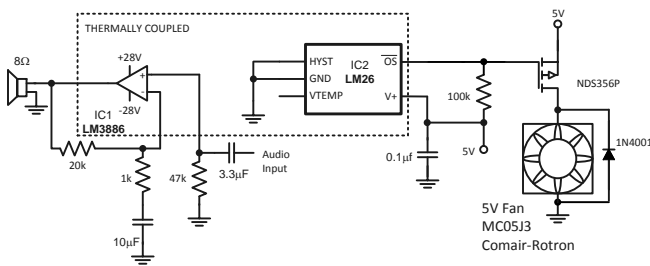 THERMALLY COUPLED
8Ω
+28V
-28V
+
-
IC1
LM3886
20k
1k
10µF
47k
3.3µF
Audio
Input
HYST
GND
VTEMP
IC2
LM26
OS
V+
100k
5V
0.1µf
5V
NDS356P
1N4001
5V Fan
MC05J3
Comair-Rotron